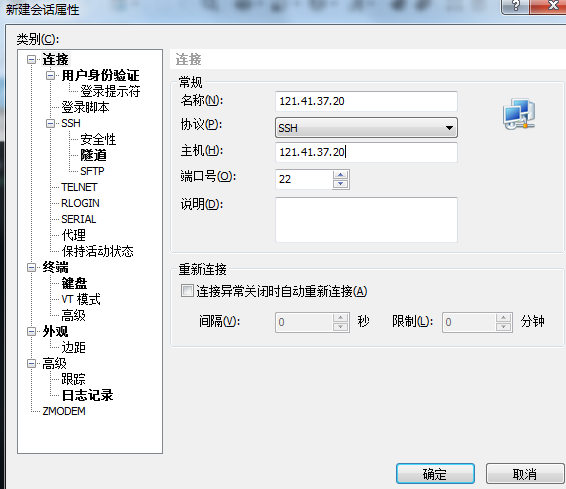 新建会话属性
类别(C):
连接
用户身份验证
登录提示符
登录脚本
SSH
安全性
隧道
SFTP
TELNET
RLOGIN
SERIAL
代理
保持活动状态
终端
键盘
VT 模式
高级
外观
边距
高级
跟踪
日志记录
ZMODEM
连接
常规
名称(N): 121.41.37.20
协议(P): SSH
主机(H): 121.41.37.20
端口号(O): 22
说明(D):
重新连接
连接异常关闭时自动重新连接(A)
间隔(V): 0 秒 限制(L): 0 分钟
确定 取消